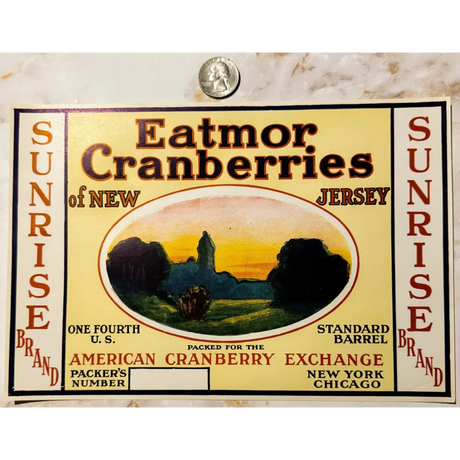 SUNRISE
BRAND
Eatmor
Cranberries
of NEW JERSEY
ONE FOURTH
U.S.
STANDARD
BARREL
PACKED FOR THE
AMERICAN CRANBERRY EXCHANGE
PACKER'S
NUMBER
NEW YORK
CHICAGO
SUNRISE
BRAND